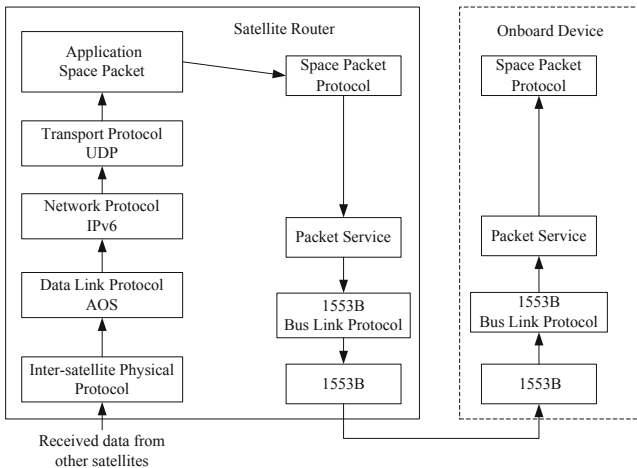 Satellite Router
Application
Space Packet
Transport Protocol
UDP
Network Protocol
IPv6
Data Link Protocol
AOS
Inter-satellite Physical
Protocol
Received data from
other satellites
Space Packet
Protocol
Packet Service
1553B
Bus Link Protocol
1553B
Onboard Device
Space Packet
Protocol
Packet Service
1553B
Bus Link Protocol
1553B